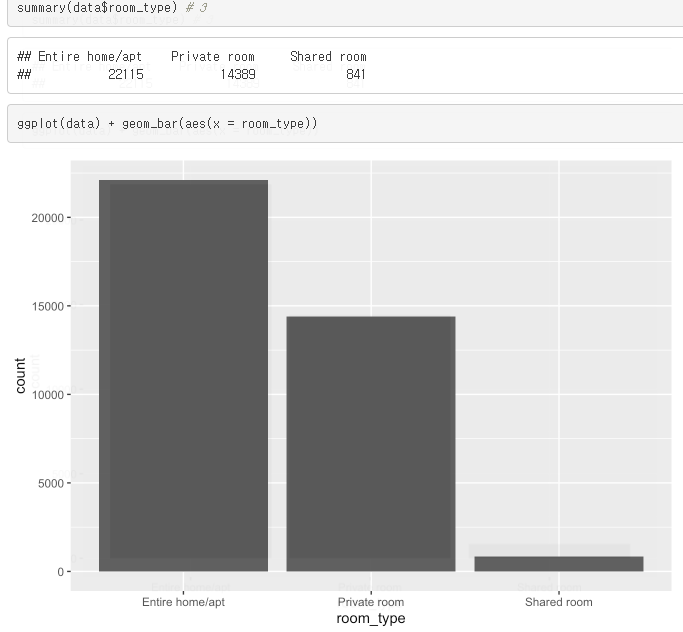 summary(data$room_type) # 3
## Entire home/apt    Private room     Shared room
##           22115           14389             841
ggplot(data) + geom_bar(aes(x = room_type))
20000
15000
count
10000
5000
0
Entire home/apt Private room Shared room
room_type